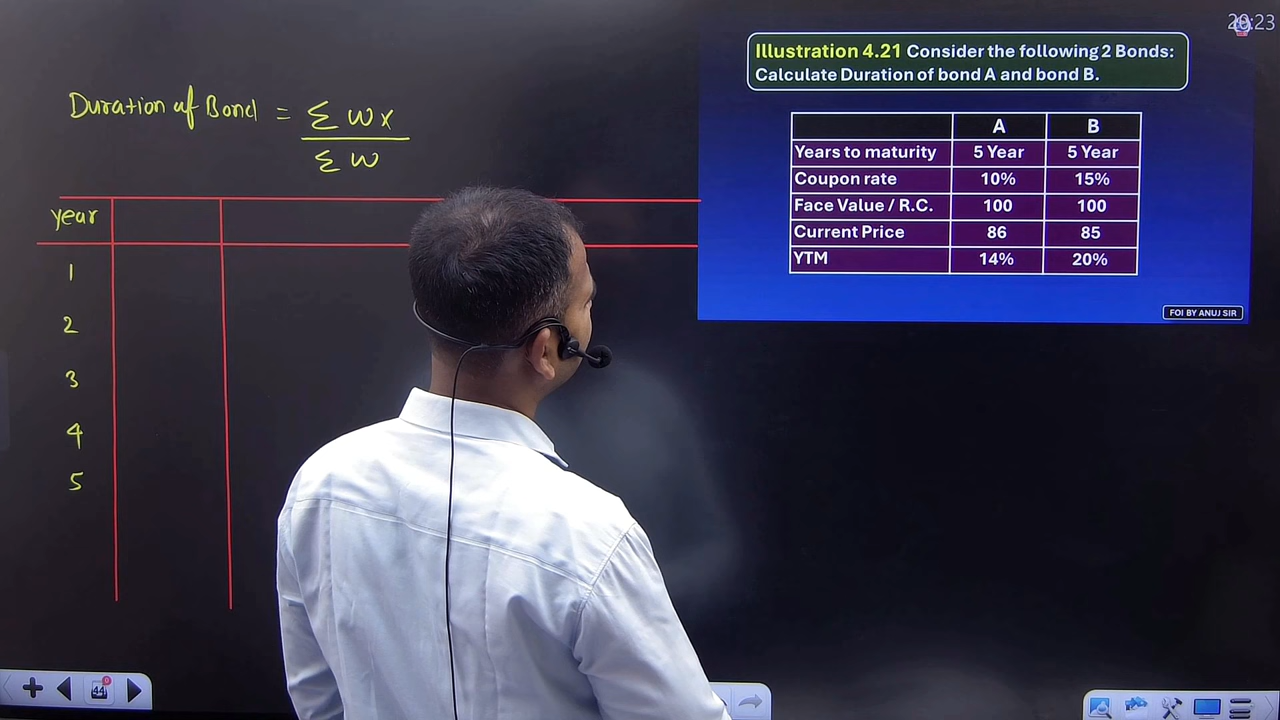 20:23
Illustration 4.21 Consider the following 2 Bonds:
Calculate Duration of bond A and bond B.
Duration of Bond = Σ wx
Σ w
A B
Years to maturity 5 Year 5 Year
Coupon rate 10% 15%
Face Value / R.C. 100 100
Current Price 86 85
YTM 14% 20%
FOI BY ANUJ SIR
year
1
2
3
4
5
44